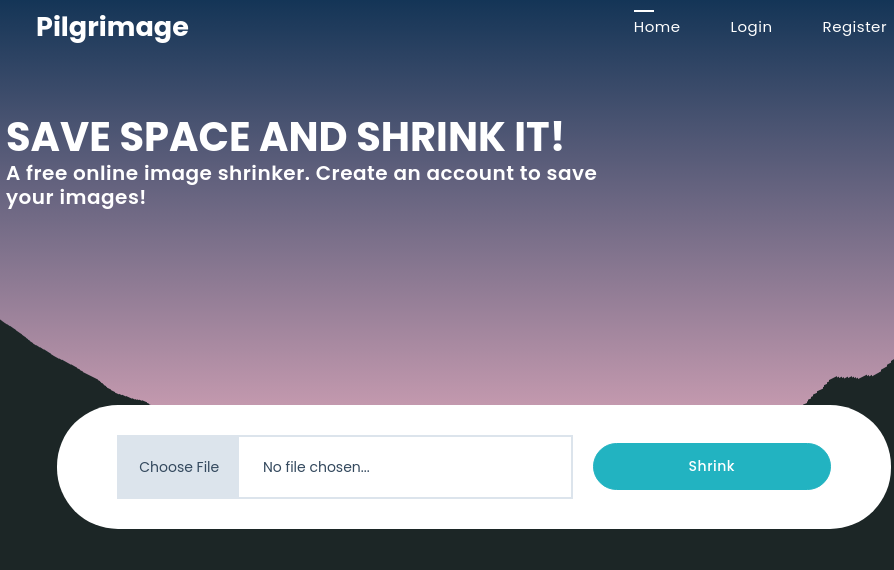 Pilgrimage
Home Login Register
SAVE SPACE AND SHRINK IT!
A free online image shrinker. Create an account to save
your images!
Choose File No file chosen... Shrink